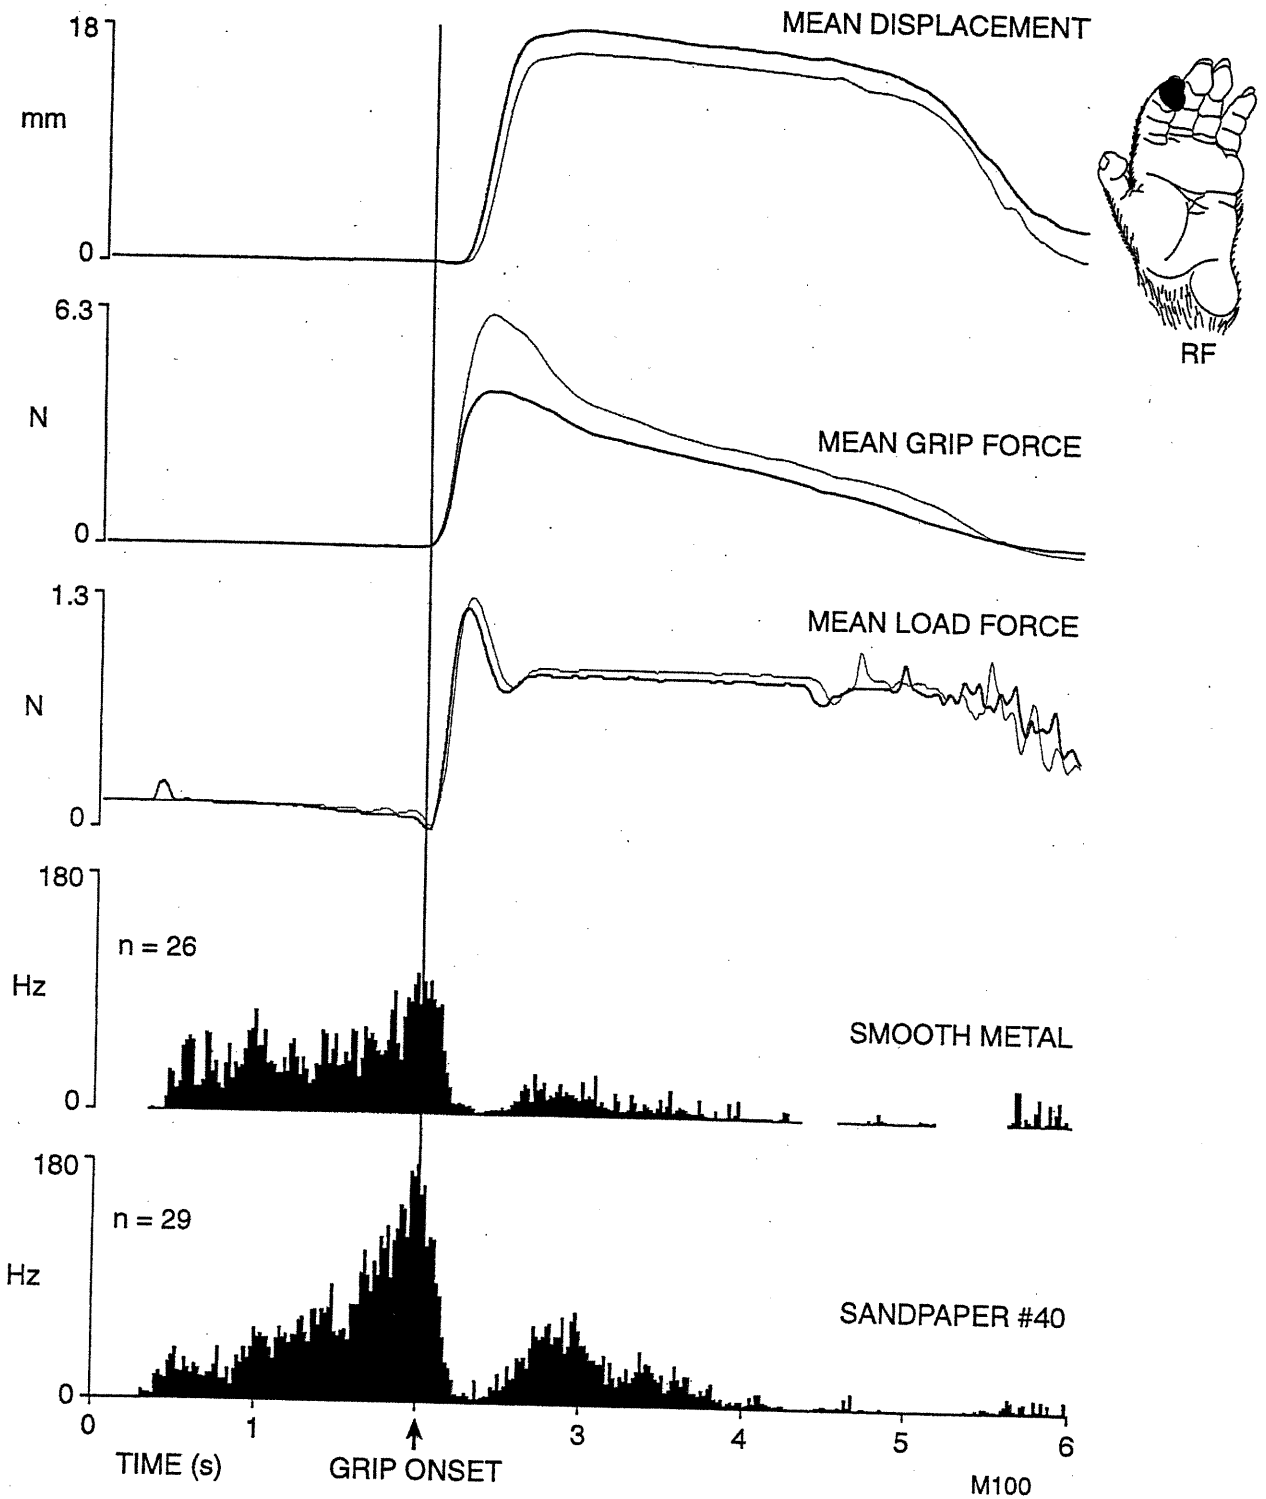 18
MEAN DISPLACEMENT
mm
0
6.3
RF
N
MEAN GRIP FORCE
0
1.3
MEAN LOAD FORCE
N
0
180
n = 26
Hz
SMOOTH METAL
0
180
n = 29
Hz
SANDPAPER #40
0
0 1 3 4 5 6
TIME (s) GRIP ONSET
M100